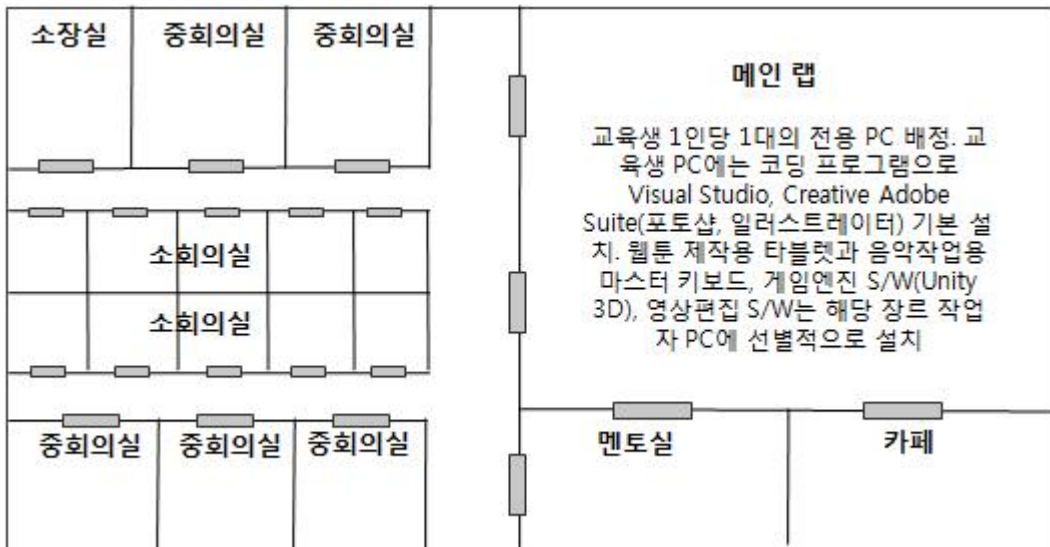 소장실 중회의실 중회의실
메인 랩
교육생 1인당 1대의 전용 PC 배정. 교
육생 PC에는 코딩 프로그램으로
Visual Studio, Creative Adobe
Suite(포토샵, 일러스트레이터) 기본 설
치. 웹툰 제작용 타블렛과 음악작업용
마스터 키보드, 게임엔진 S/W(Unity
3D), 영상편집 S/W는 해당 장르 작업
자 PC에 선별적으로 설치
소회의실
소회의실
중회의실 중회의실 중회의실
멘토실 카페